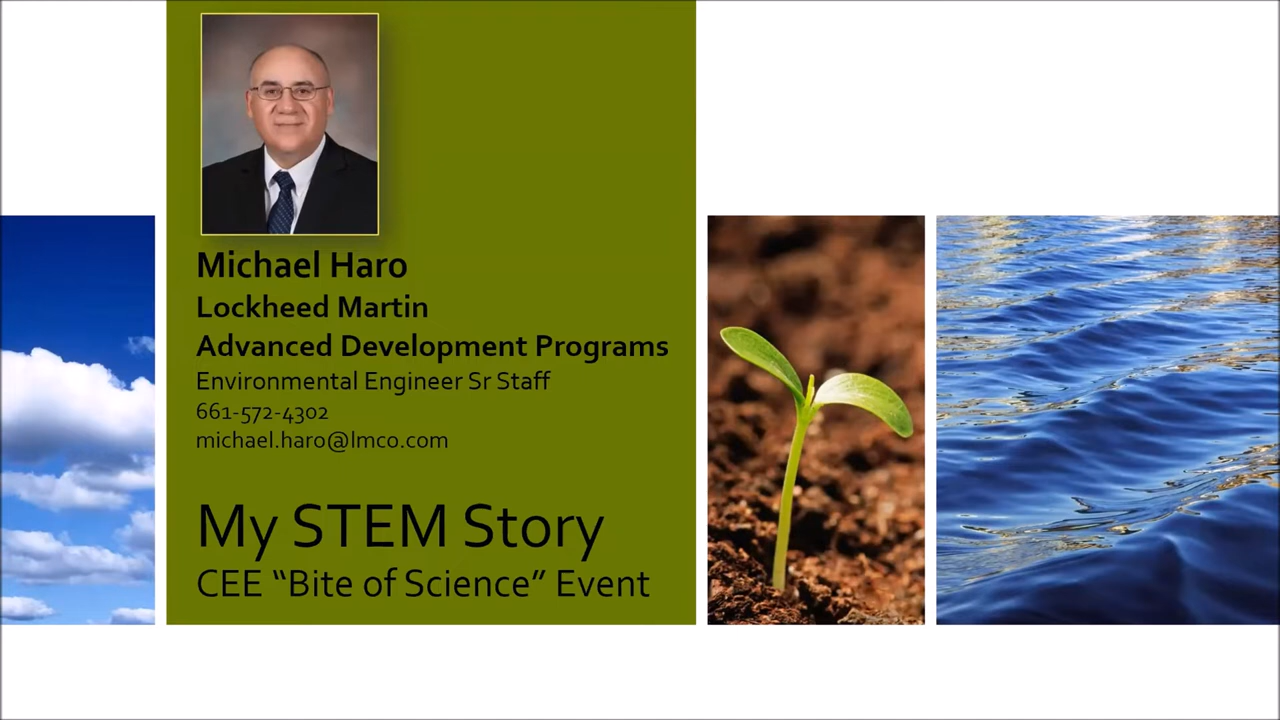 Michael Haro
Lockheed Martin
Advanced Development Programs
Environmental Engineer Sr Staff
661-572-4302
michael.haro@lmco.com
My STEM Story
CEE “Bite of Science” Event